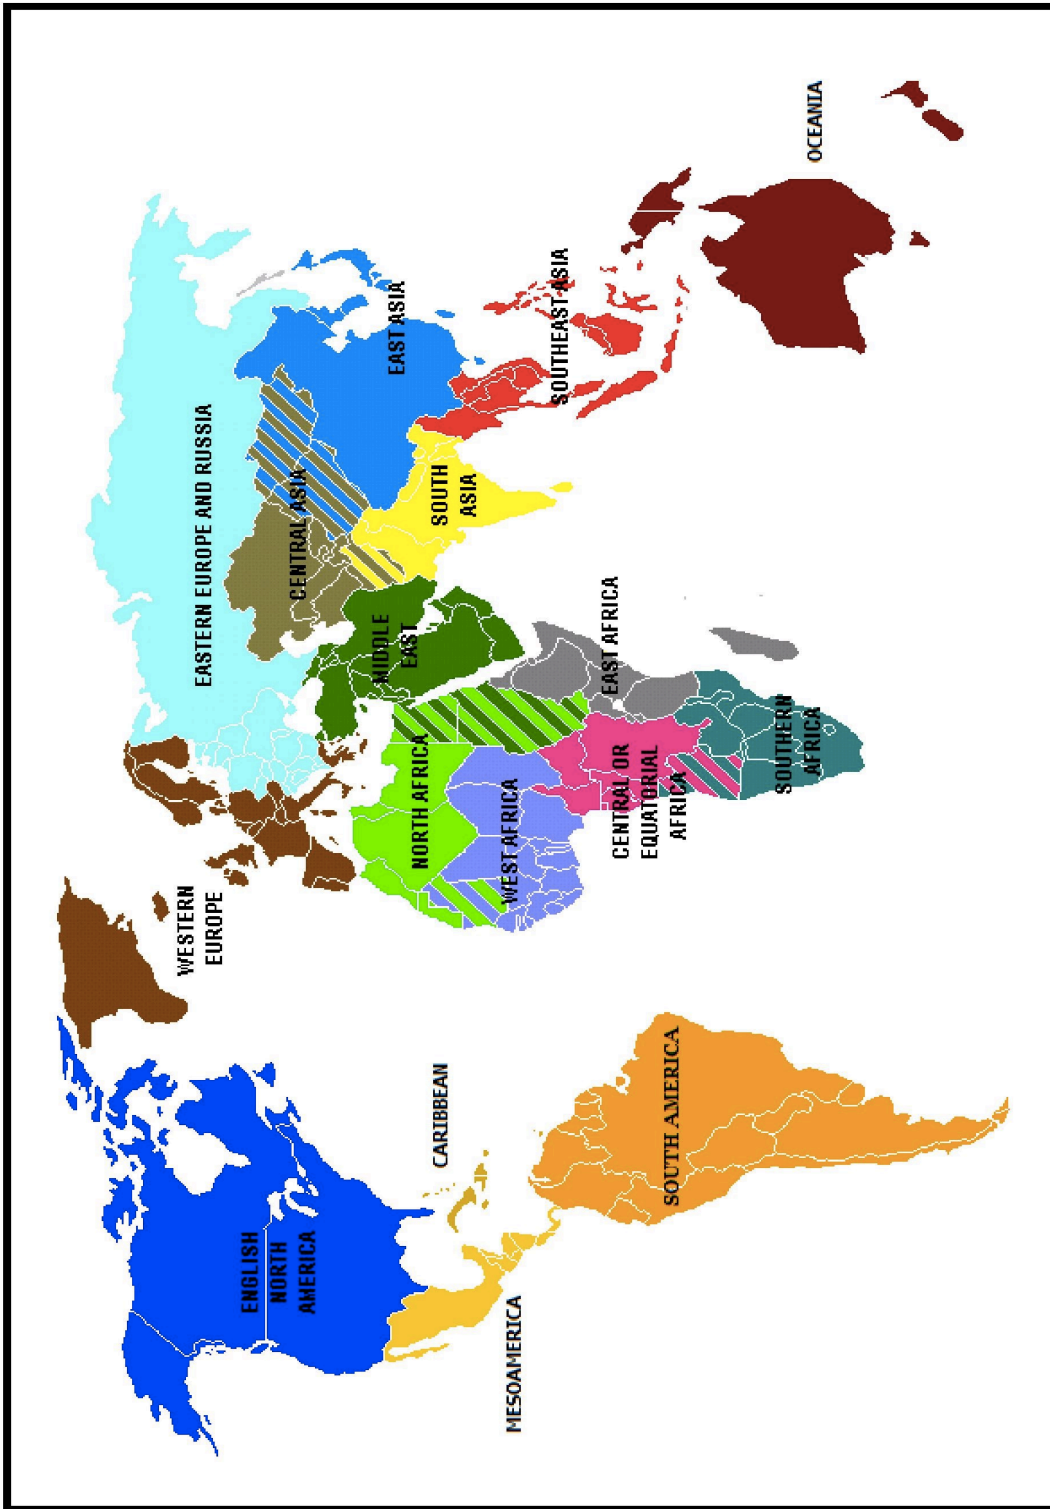 ENGLISH
NORTH
AMERICA
MESOAMERICA
CARIBBEAN
SOUTH AMERICA
WESTERN
EUROPE
EASTERN EUROPE AND RUSSIA
NORTH AFRICA
WEST AFRICA
CENTRAL OR
EQUATORIAL
AFRICA
SOUTHERN
AFRICA
EAST AFRICA
MIDDLE
EAST
CENTRAL ASIA
SOUTH
ASIA
EAST ASIA
SOUTHEAST ASIA
OCEANIA